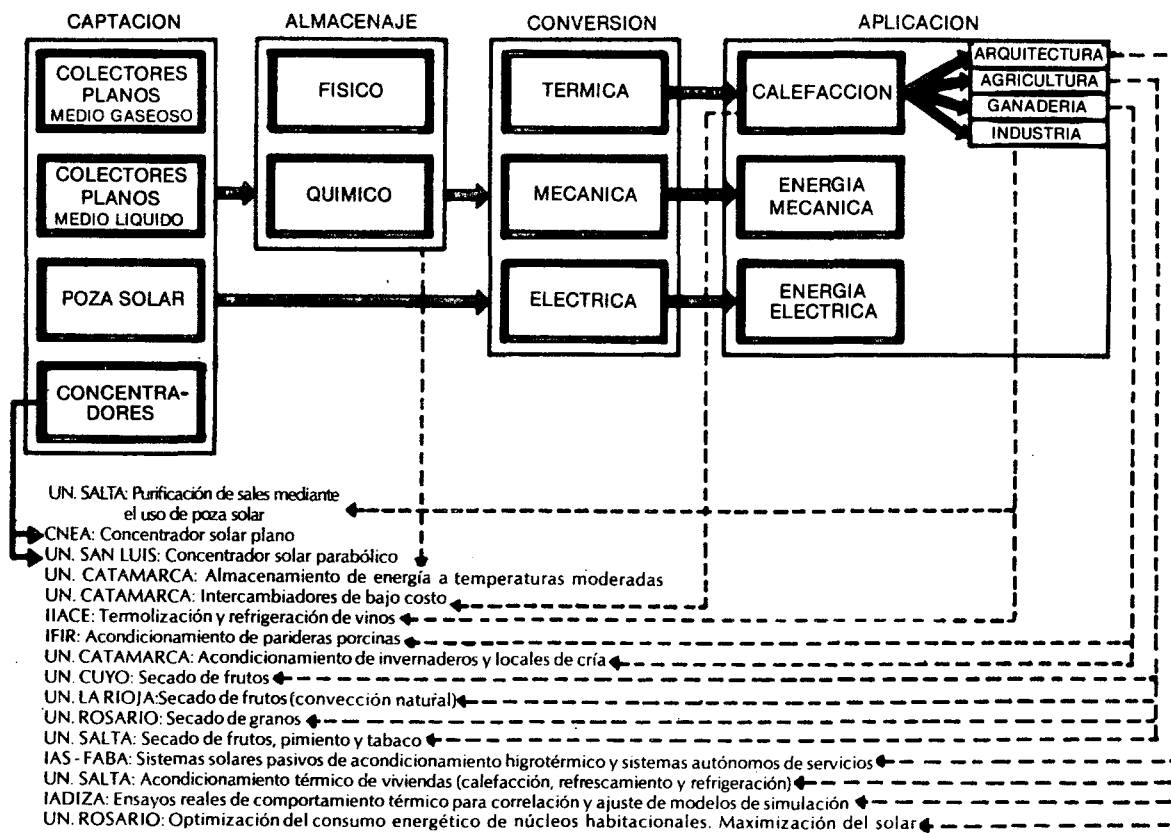 CAPTACION
ALMACENAJE
CONVERSION
APLICACION
COLECTORES
PLANOS
MEDIO GASEOSO
COLECTORES
PLANOS
MEDIO LIQUIDO
POZA SOLAR
CONCENTRA-
DORES
FISICO
QUIMICO
TERMICA
MECANICA
ELECTRICA
CALEFACCION
ENERGIA
MECANICA
ENERGIA
ELECTRICA
ARQUITECTURA
AGRICULTURA
GANADERIA
INDUSTRIA
UN. SALTA: Purificación de sales mediante
el uso de poza solar
CNEA: Concentrador solar plano
UN. SAN LUIS: Concentrador solar parabólico
UN. CATAMARCA: Almacenamiento de energía a temperaturas moderadas
UN. CATAMARCA: Intercambiadores de bajo costo
IIACE: Termolización y refrigeración de vinos
IFIR: Acondicionamiento de parideras porcinas
UN. CATAMARCA: Acondicionamiento de invernaderos y locales de cría
UN. CUYO: Secado de frutos
UN. LA RIOJA:Secado de frutos (convección natural)
UN. ROSARIO: Secado de granos
UN. SALTA: Secado de frutos, pimiento y tabaco
IAS - FABA: Sistemas solares pasivos de acondicionamiento higrotérmico y sistemas autónomos de servicios
UN. SALTA: Acondicionamiento térmico de viviendas (calefacción, refrescamiento y refrigeración)
IADIZA: Ensayos reales de comportamiento térmico para correlación y ajuste de modelos de simulación
UN. ROSARIO: Optimización del consumo energético de núcleos habitacionales. Maximización del solar